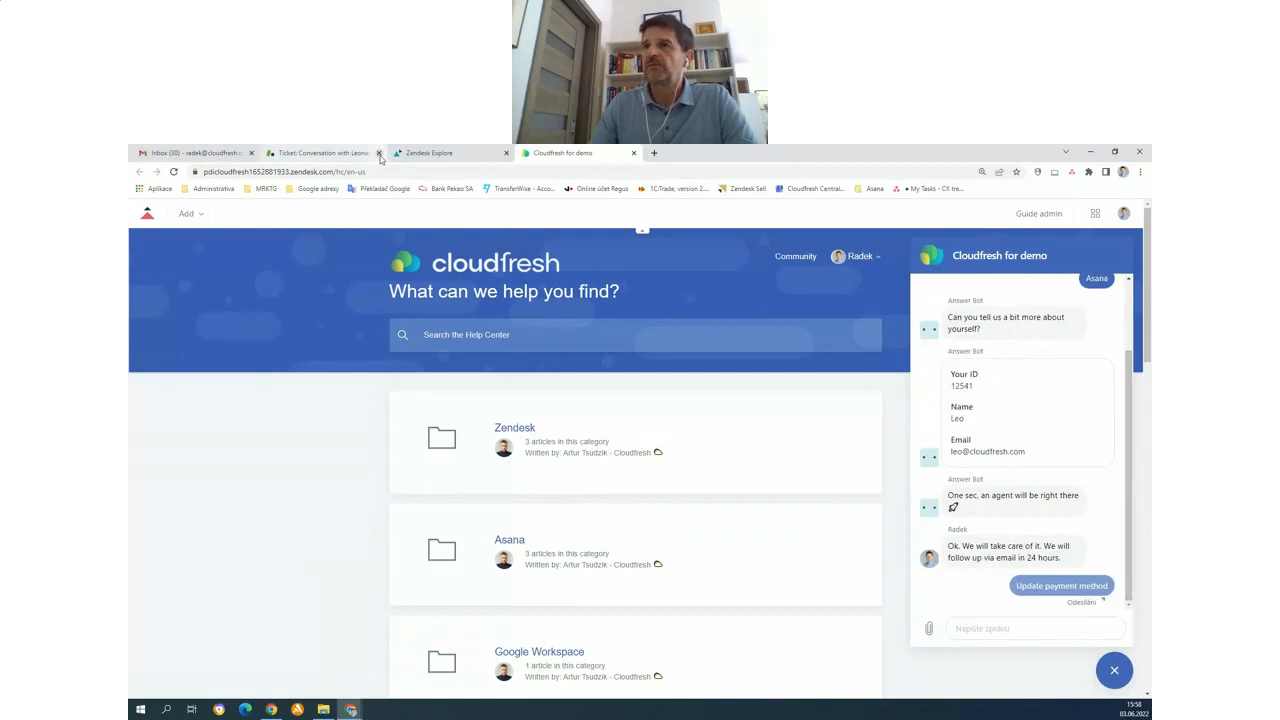 Inbox (30) - radek@cloudfresh.c
Ticket: Conversation with Leona
Zendesk Explore
Cloudfresh for demo
pdicloudfresh1652881933.zendesk.com/hc/en-us
Aplikace
Administrativa
MRKTG
Google adresy
Překladač Google
Bank Pekao SA
TransferWise - Acco...
Online účet Regus
1C:Trade, version 2....
Zendesk Sell
Cloudfresh Central...
Asana
• My Tasks - CX tre...
Add
Guide admin
cloudfresh
Community
Radek
What can we help you find?
Search the Help Center
Zendesk
3 articles in this category
Written by: Artur Tsudzik - Cloudfresh
Asana
3 articles in this category
Written by: Artur Tsudzik - Cloudfresh
Google Workspace
1 article in this category
Written by: Artur Tsudzik - Cloudfresh
Cloudfresh for demo
Asana
Answer Bot
Can you tell us a bit more about
yourself?
Answer Bot
Your ID
12541
Name
Leo
Email
leo@cloudfresh.com
Answer Bot
One sec, an agent will be right there
Radek
Ok. We will take care of it. We will
follow up via email in 24 hours.
Update payment method
Odesílání
Napište zprávu
15:58
03.06.2022